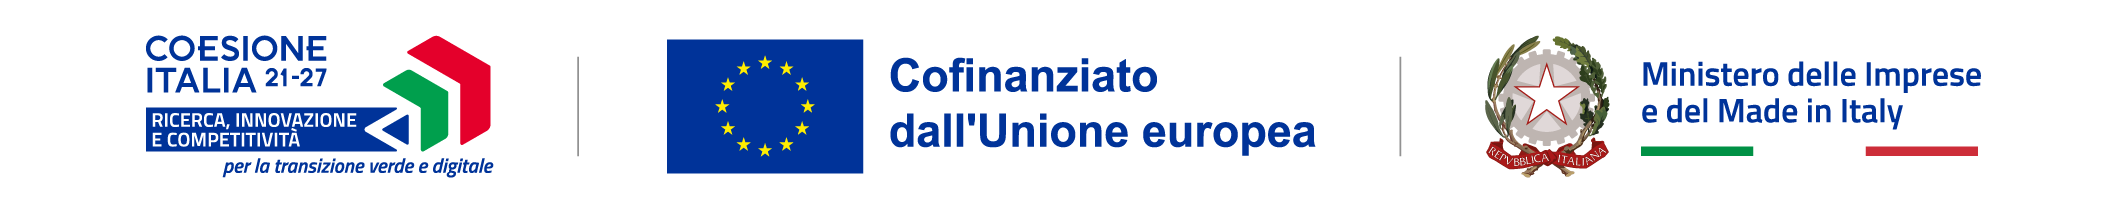 COESIONE
ITALIA 21-27
RICERCA, INNOVAZIONE
E COMPETITIVITÀ
per la transizione verde e digitale
Cofinanziato
dall'Unione europea
REPVBBLICA ITALIANA
Ministero delle Imprese
e del Made in Italy